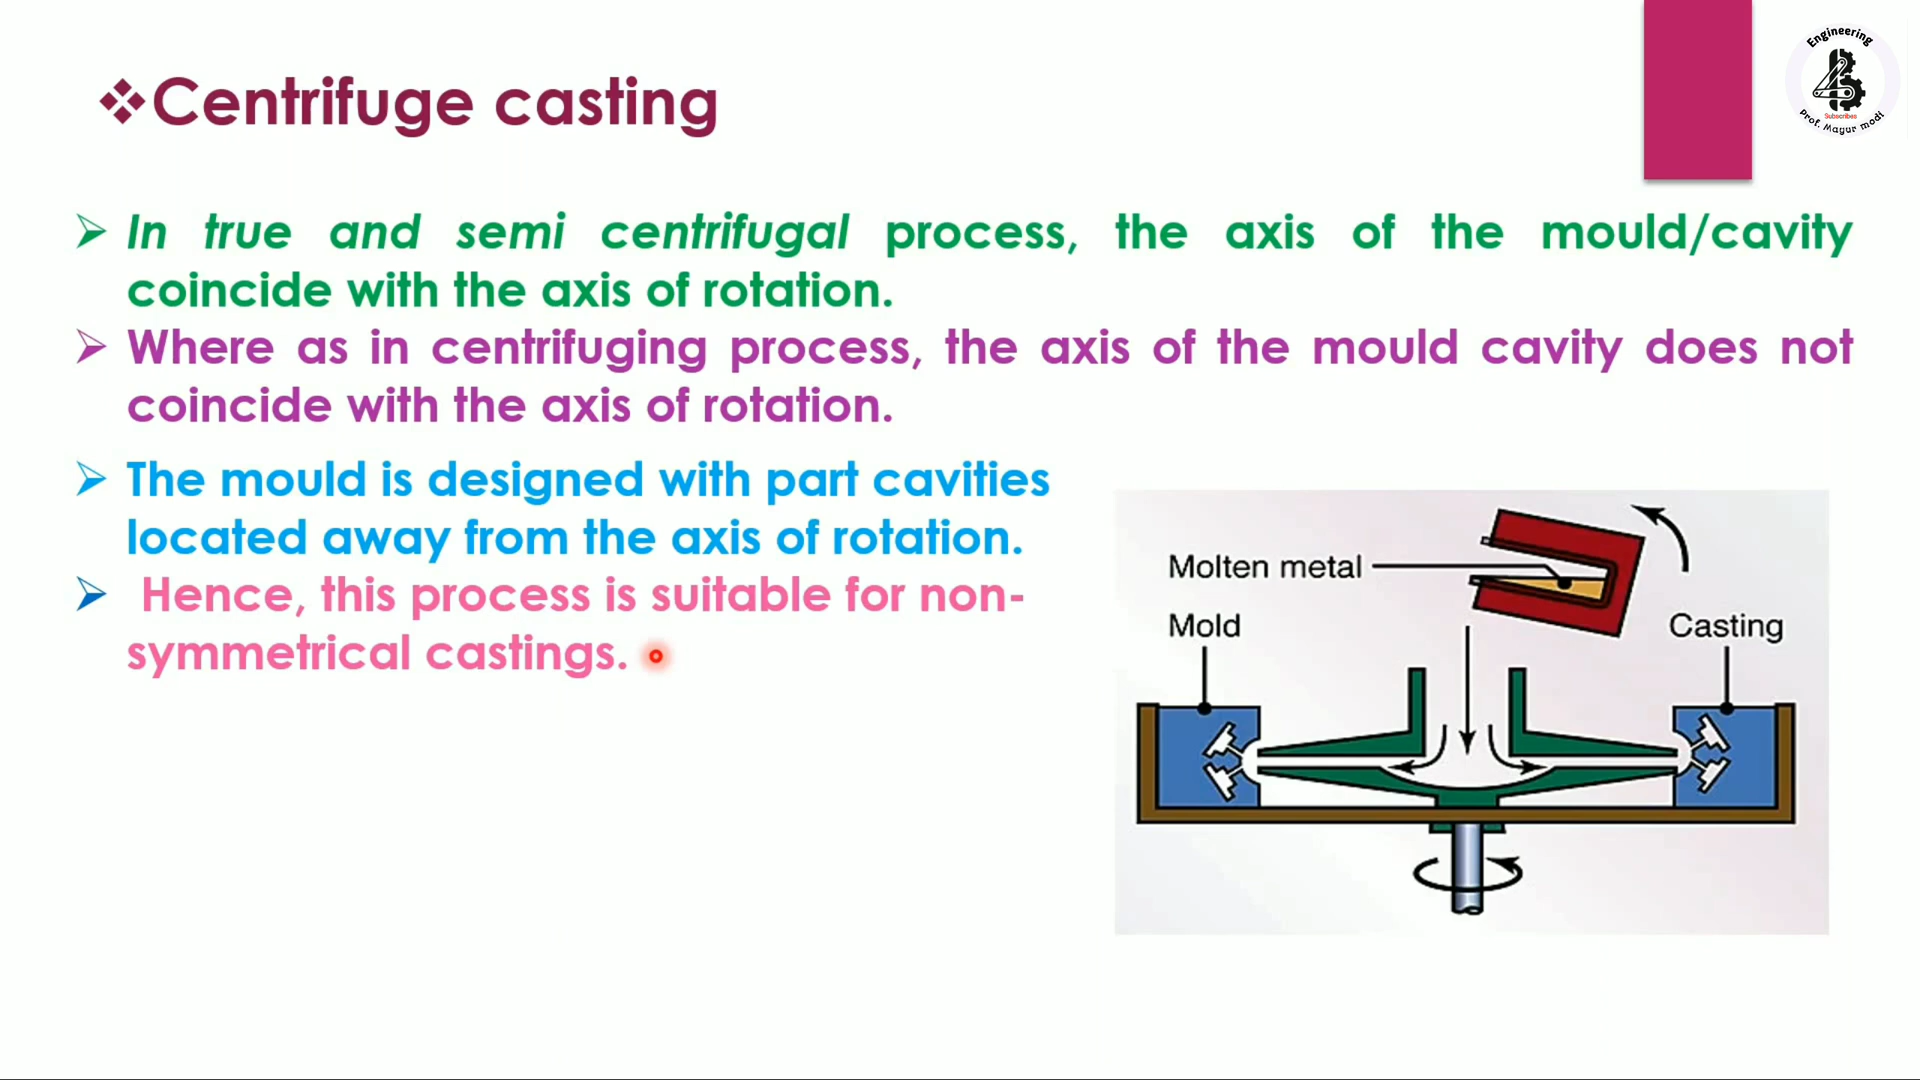 Engineering
Subscribes
Prof. Mayur modi
❖Centrifuge casting
➢ In true and semi centrifugal process, the axis of the mould/cavity
coincide with the axis of rotation.
➢ Where as in centrifuging process, the axis of the mould cavity does not
coincide with the axis of rotation.
➢ The mould is designed with part cavities
located away from the axis of rotation.
➢ Hence, this process is suitable for non-
symmetrical castings.
Molten metal
Mold
Casting